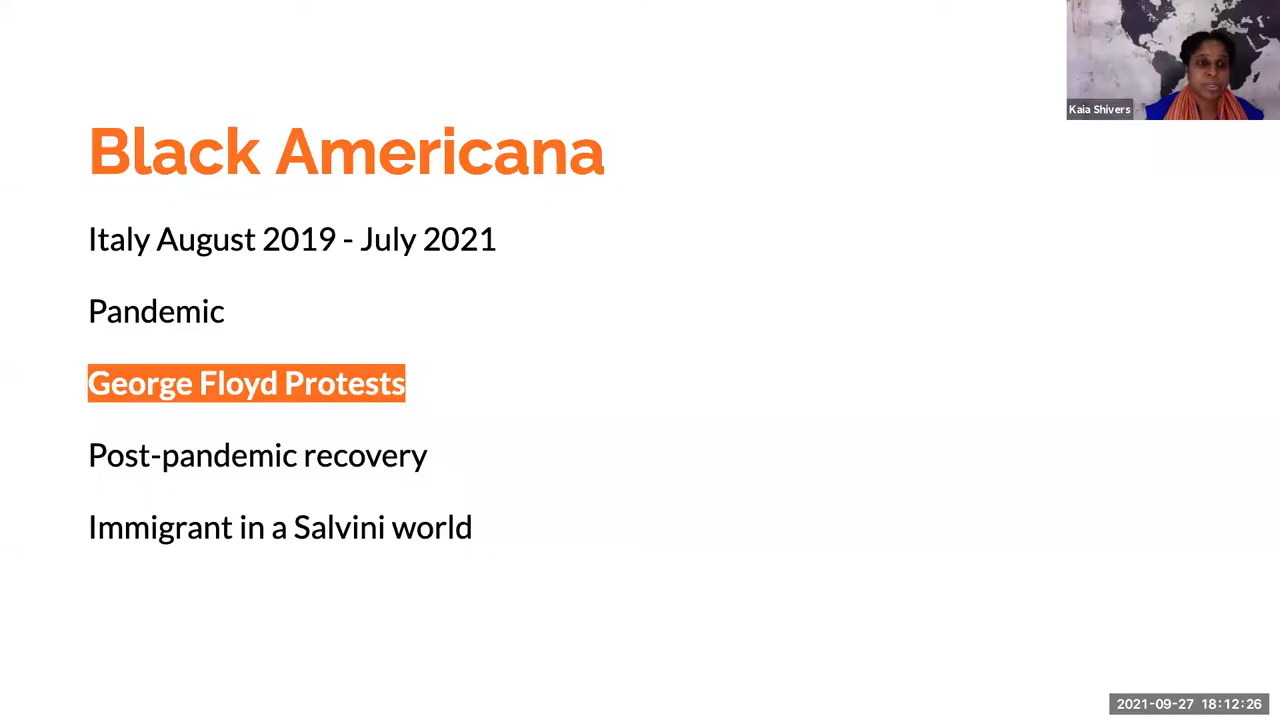 Kaia Shivers
Black Americana
Italy August 2019 - July 2021
Pandemic
George Floyd Protests
Post-pandemic recovery
Immigrant in a Salvini world
2021-09-27 18:12:26